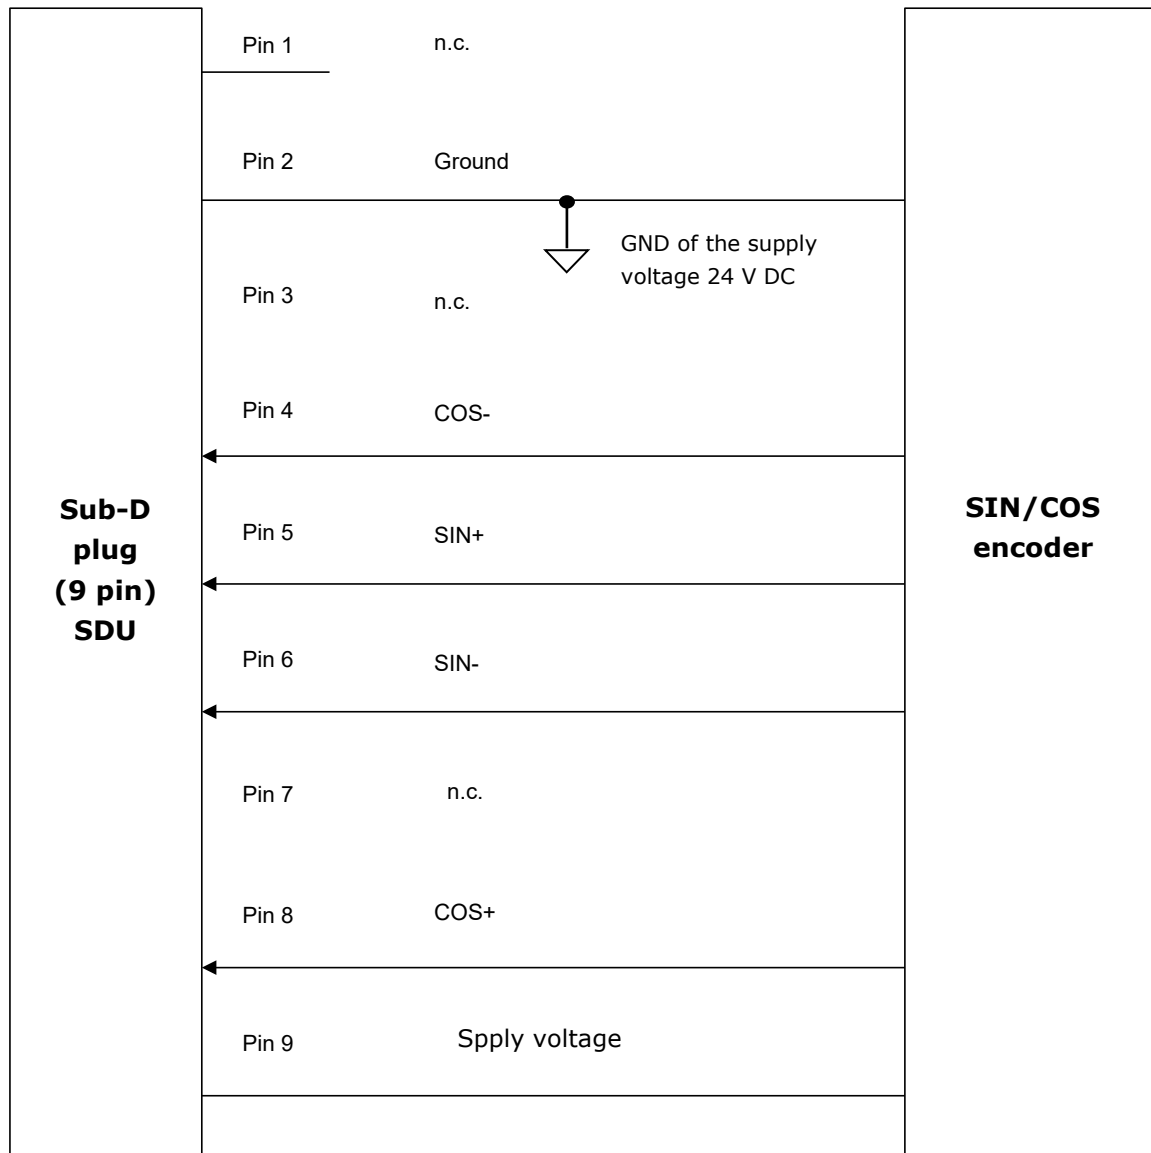 Pin 1 n.c.
Pin 2 Ground
GND of the supply
voltage 24 V DC
Pin 3 n.c.
Pin 4 COS-
Sub-D
plug
(9 pin)
SDU
Pin 5 SIN+
SIN/COS
encoder
Pin 6 SIN-
Pin 7 n.c.
Pin 8 COS+
Pin 9 Spply voltage